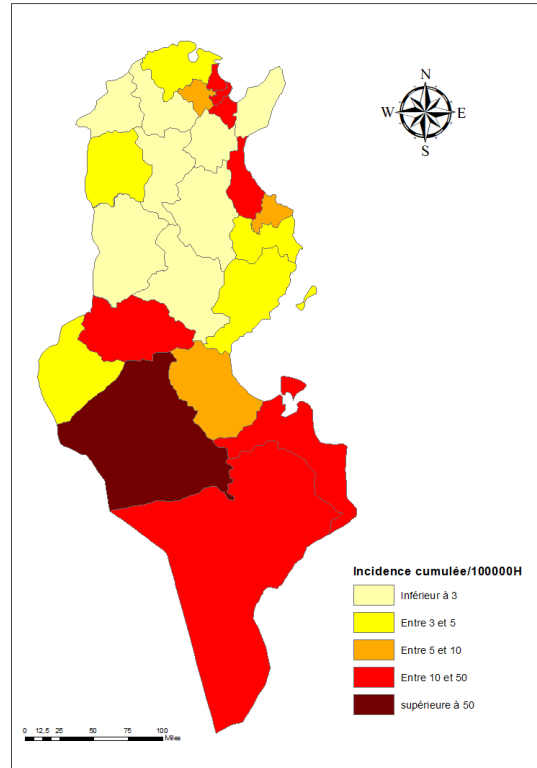 N
W E
S
Incidence cumulée/100000H
Inférieur à 3
Entre 3 et 5
Entre 5 et 10
Entre 10 et 50
supérieure à 50
0 12,5 25 50 75 100
Miles